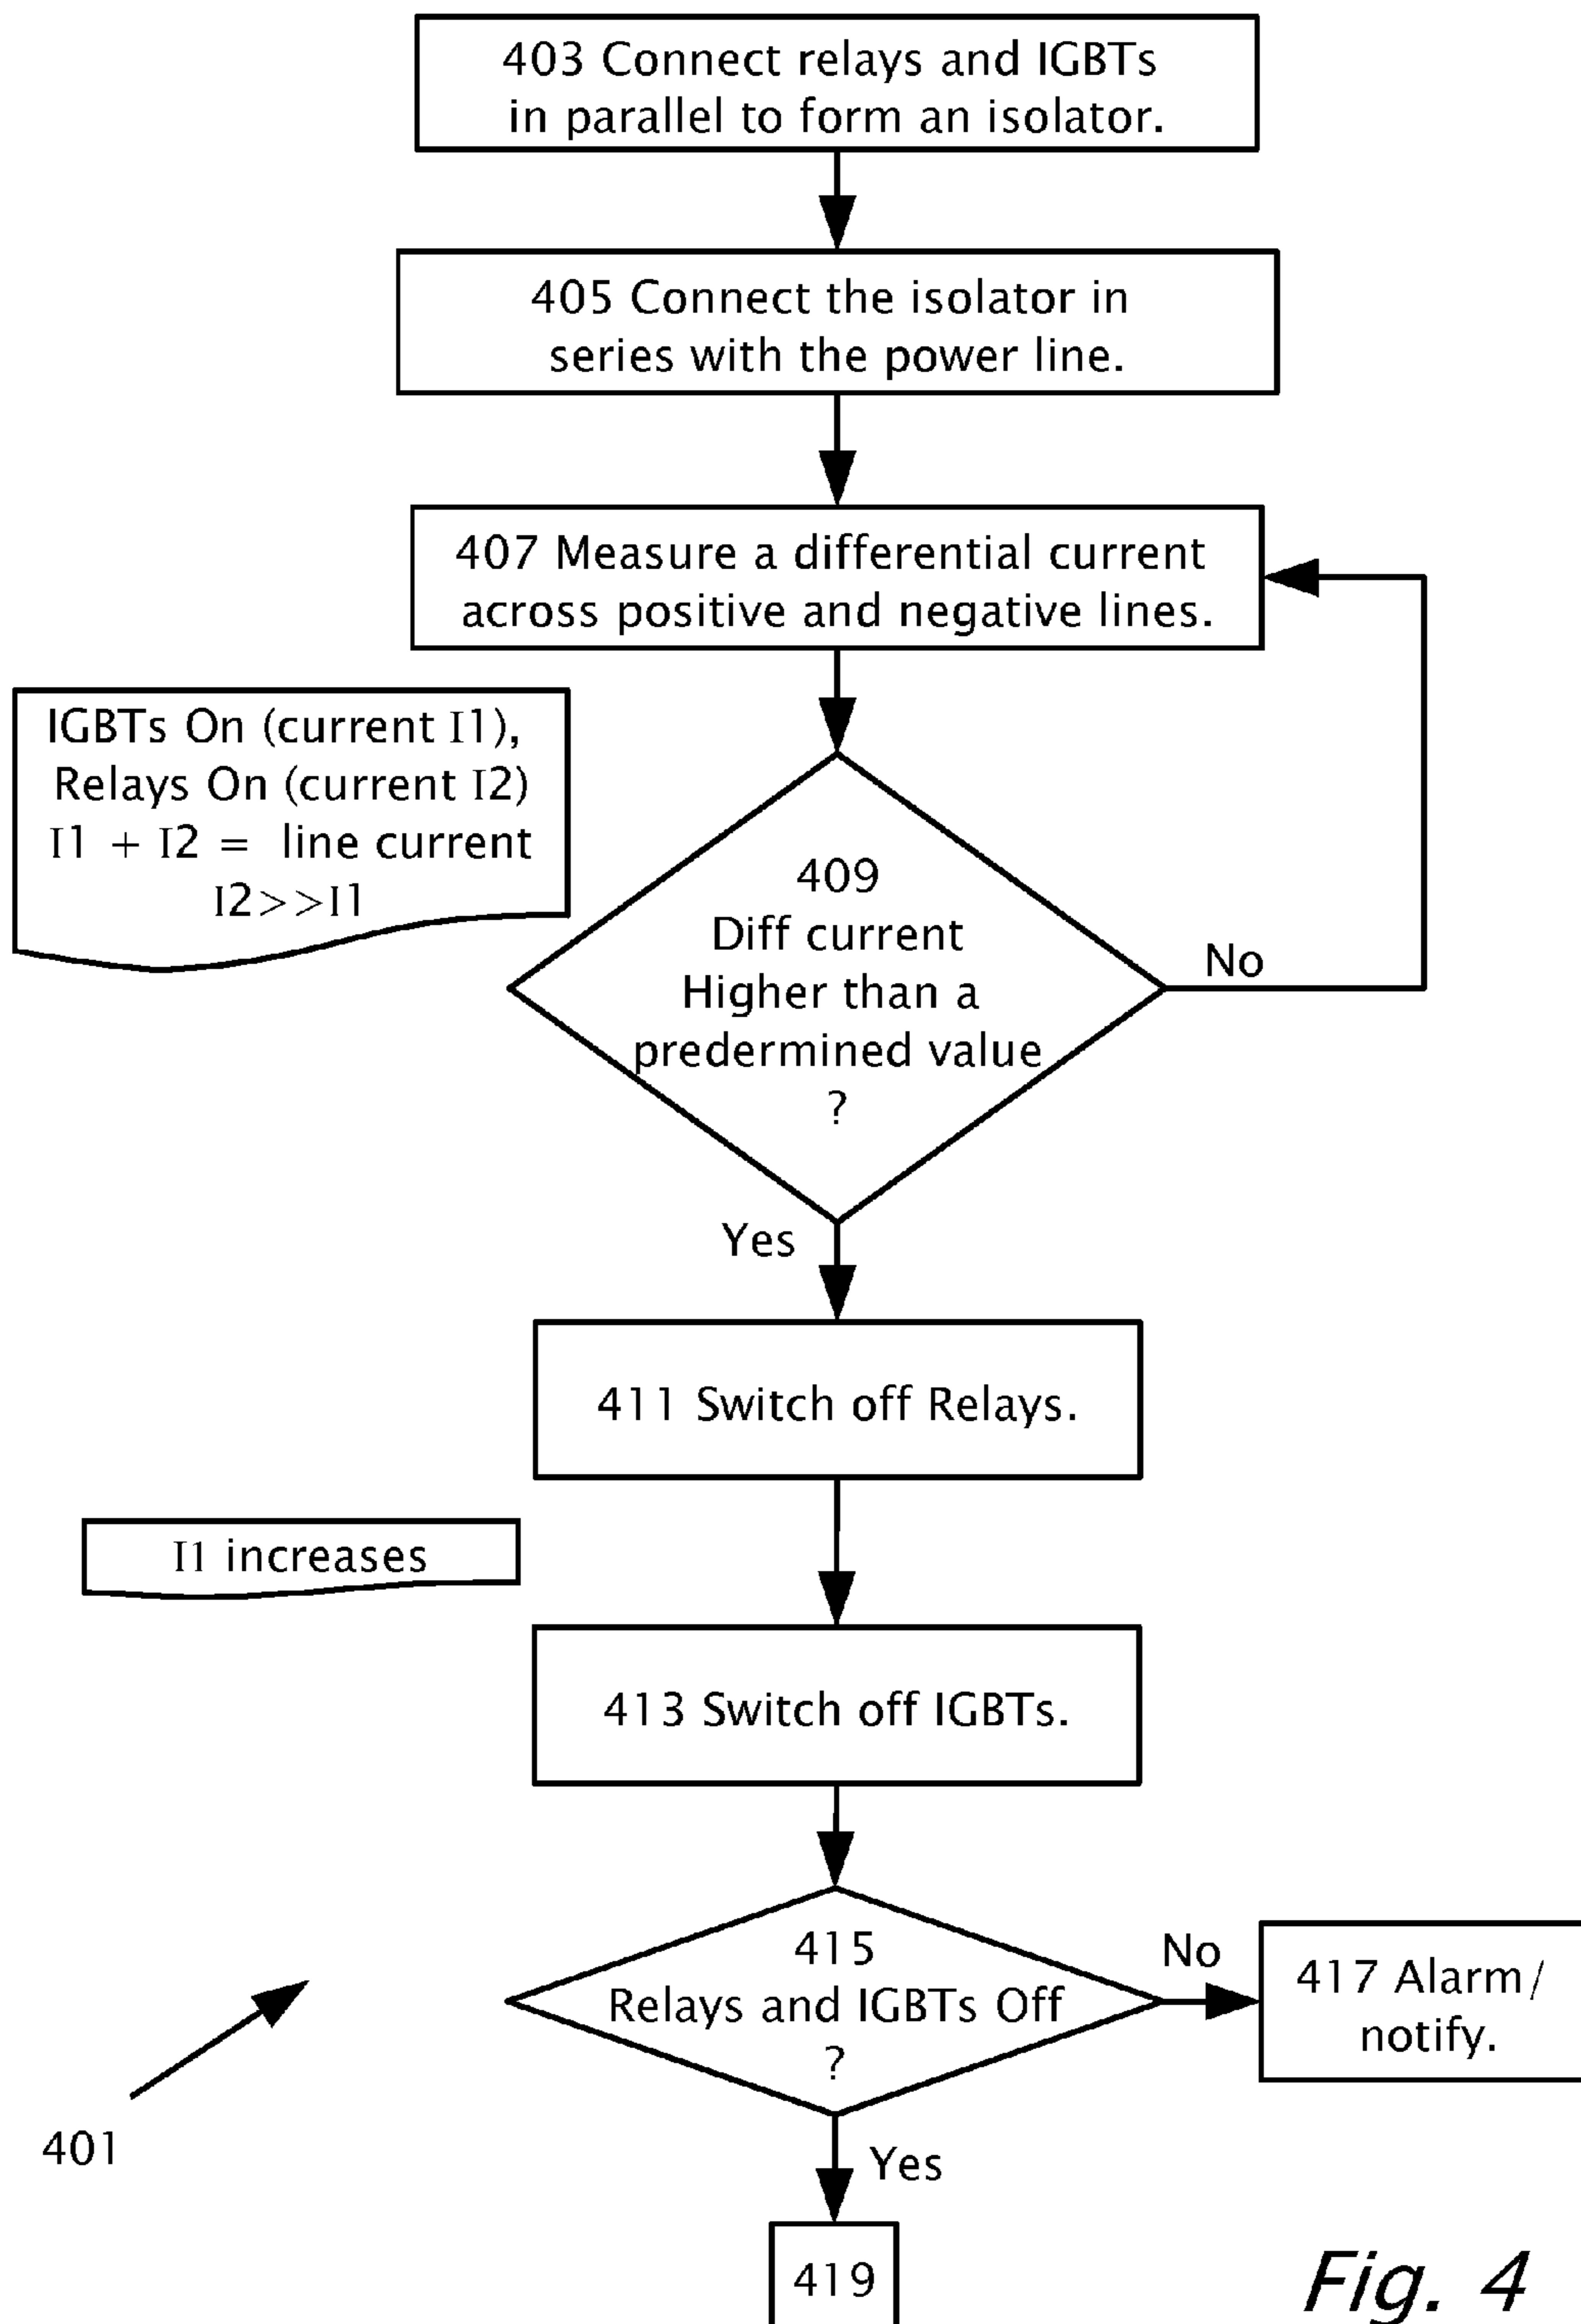 403 Connect relays and IGBTs
in parallel to form an isolator.
405 Connect the isolator in
series with the power line.
407 Measure a differential current
across positive and negative lines.
IGBTs On (current I1),
Relays On (current I2)
I1 + I2 = line current
I2>>I1
409
Diff current
Higher than a
predermined value
?
No
Yes
411 Switch off Relays.
I1 increases
413 Switch off IGBTs.
415
Relays and IGBTs Off
?
No
417 Alarm/
notify.
401
Yes
419
Fig. 4